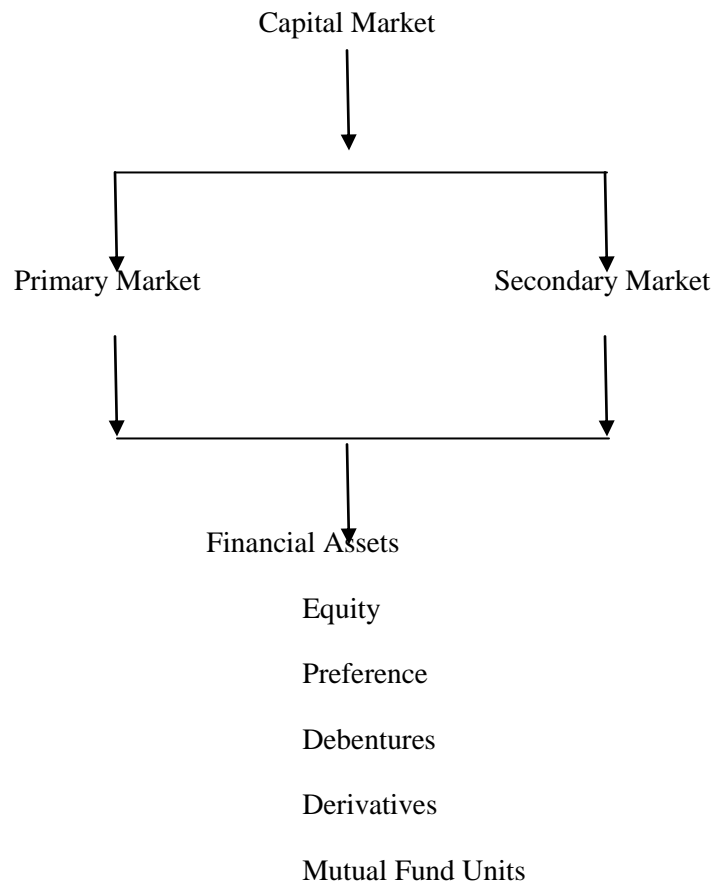 Capital Market
Primary Market
Secondary Market
Financial Assets
Equity
Preference
Debentures
Derivatives
Mutual Fund Units